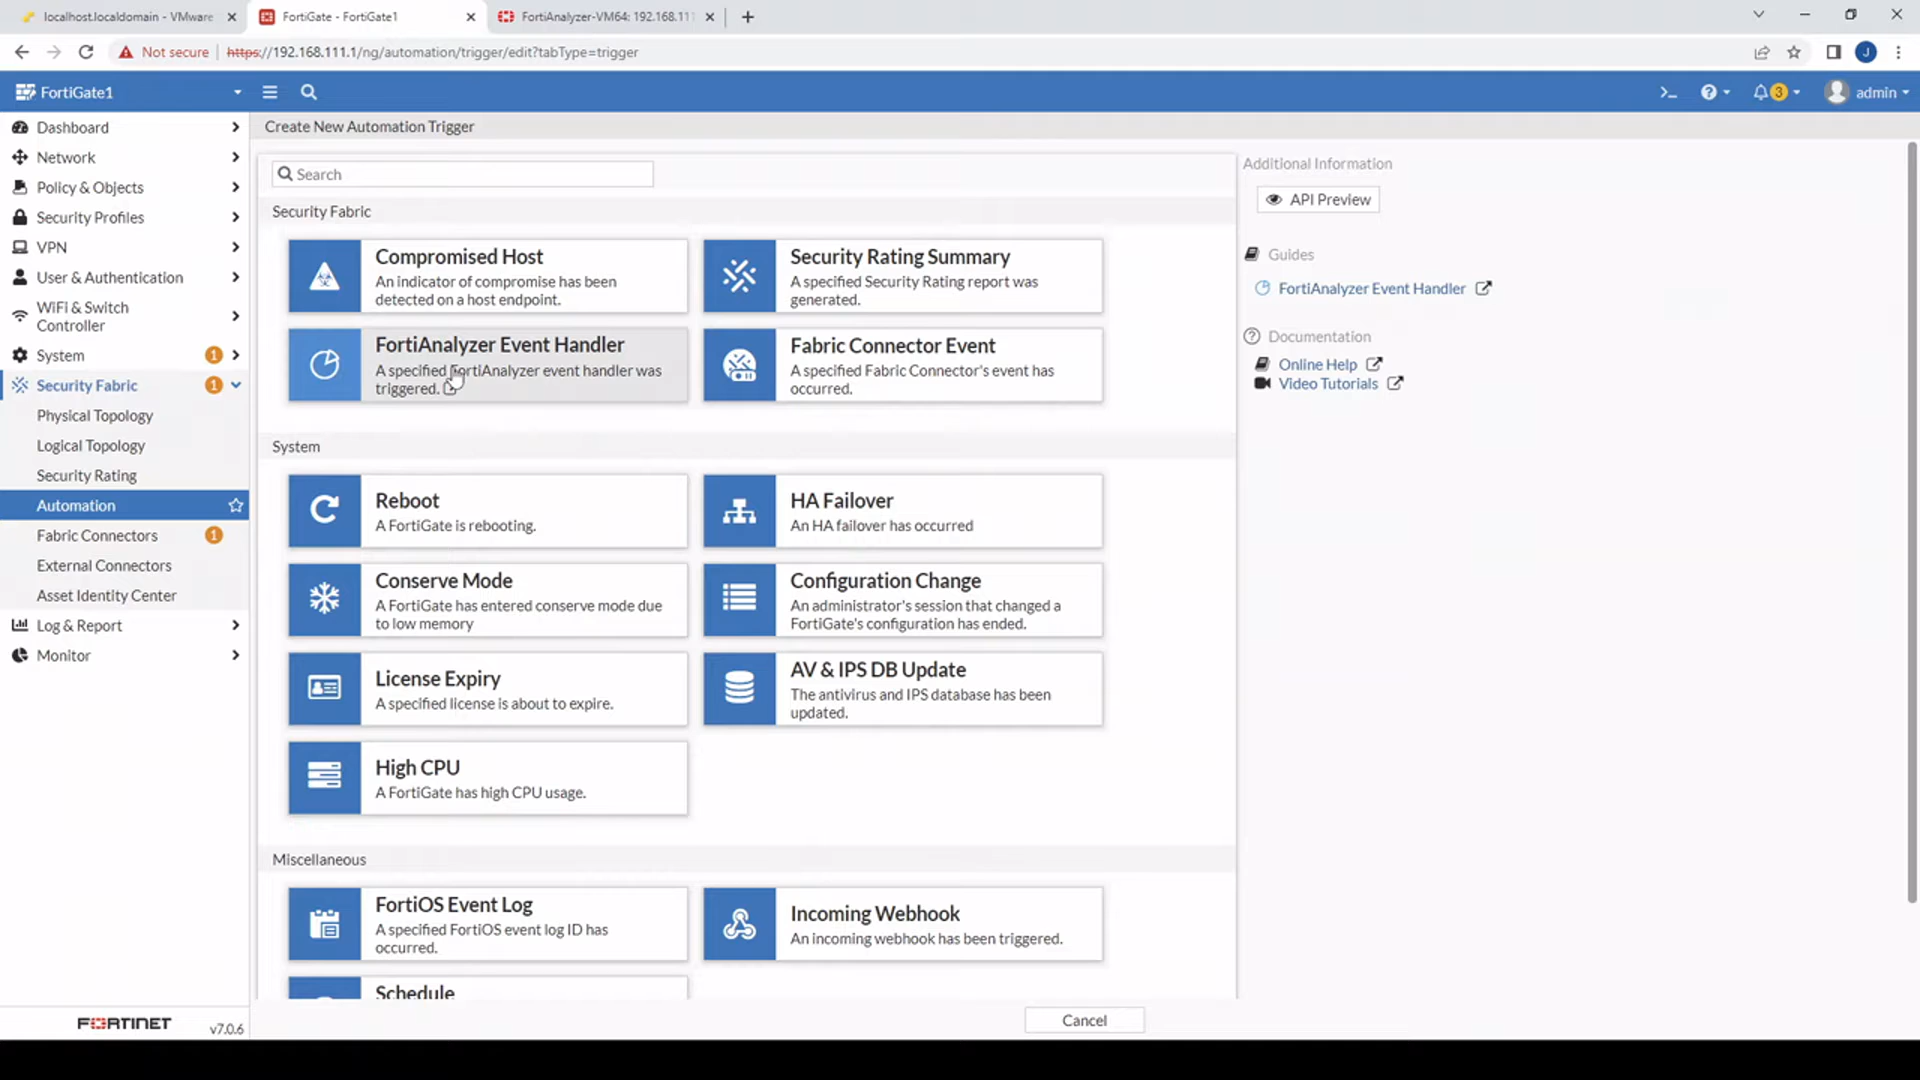 localhost.localdomain - VMware
FortiGate - FortiGate1
FortiAnalyzer-VM64: 192.168.111
Not secure
https://192.168.111.1/ng/automation/trigger/edit?tabType=trigger
J
FortiGate1
3
admin
Dashboard
Network
Policy & Objects
Security Profiles
VPN
User & Authentication
WiFi & Switch
Controller
System
1
Security Fabric
1
Physical Topology
Logical Topology
Security Rating
Automation
Fabric Connectors
1
External Connectors
Asset Identity Center
Log & Report
Monitor
FORTINET
v7.0.6
Create New Automation Trigger
Search
Security Fabric
Compromised Host
An indicator of compromise has been
detected on a host endpoint.
Security Rating Summary
A specified Security Rating report was
generated.
FortiAnalyzer Event Handler
A specified FortiAnalyzer event handler was
triggered.
Fabric Connector Event
A specified Fabric Connector's event has
occurred.
System
Reboot
A FortiGate is rebooting.
HA Failover
An HA failover has occurred
Conserve Mode
A FortiGate has entered conserve mode due
to low memory
Configuration Change
An administrator's session that changed a
FortiGate's configuration has ended.
License Expiry
A specified license is about to expire.
AV & IPS DB Update
The antivirus and IPS database has been
updated.
High CPU
A FortiGate has high CPU usage.
Miscellaneous
FortiOS Event Log
A specified FortiOS event log ID has
occurred.
Incoming Webhook
An incoming webhook has been triggered.
Schedule
Cancel
Additional Information
API Preview
Guides
FortiAnalyzer Event Handler
Documentation
Online Help
Video Tutorials